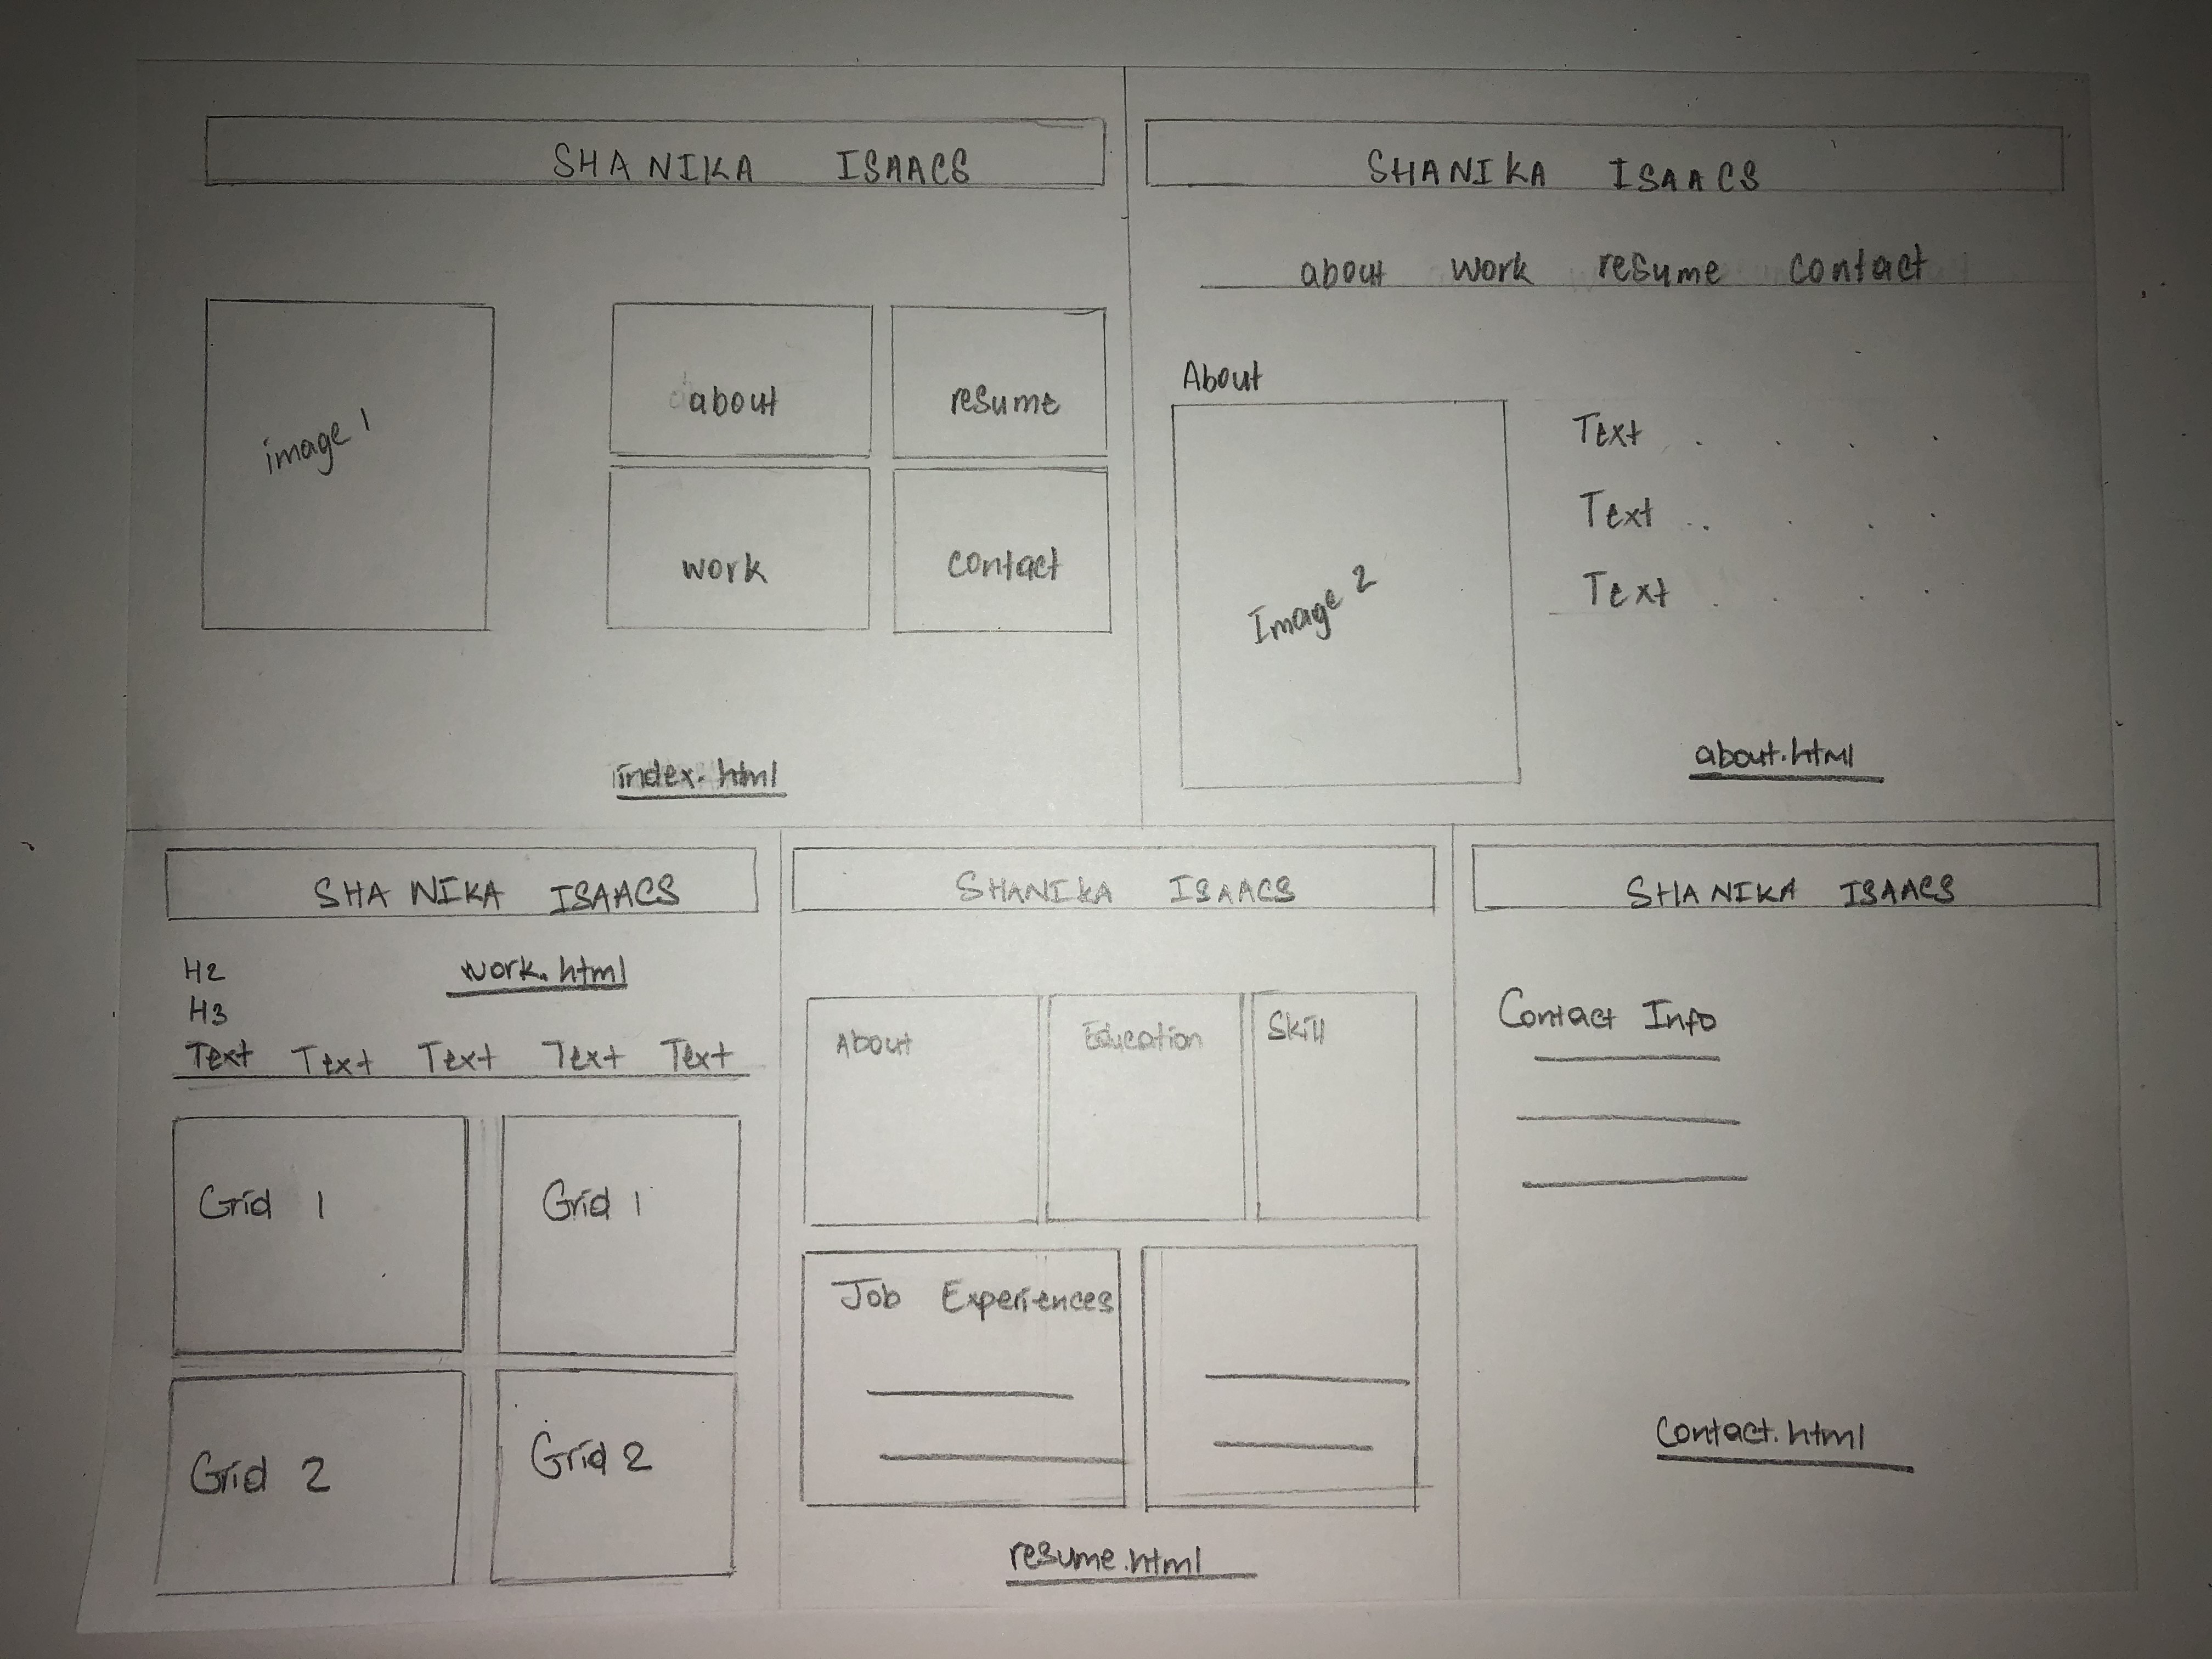 SHANIKA ISAACS
image 1
about
resume
work
contact
index.html
SHANIKA ISAACS
about work resume contact
About
Image 2
Text
Text
Text
about.html
SHANIKA ISAACS
work.html
H2
H3
Text Text Text Text Text
Grid 1
Grid 1
Grid 2
Grid 2
SHANIKA ISAACS
About
Education
Skill
Job Experiences
resume.html
SHANIKA ISAACS
Contact Info
Contact.html